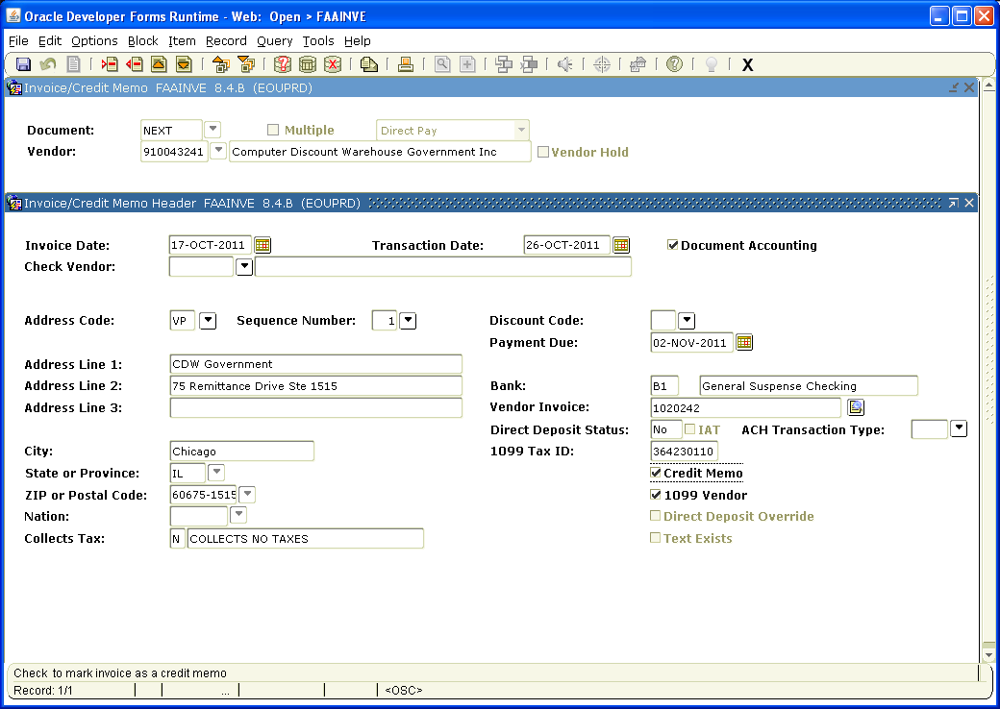 Oracle Developer Forms Runtime - Web: Open > FAAINVE
File Edit Options Block Item Record Query Tools Help
X
Invoice/Credit Memo FAAINVE 8.4.B (EOUPRD)
Document: NEXT Multiple Direct Pay
Vendor: 910043241 Computer Discount Warehouse Government Inc Vendor Hold
Invoice/Credit Memo Header FAAINVE 8.4.B (EOUPRD)
Invoice Date: 17-OCT-2011 Transaction Date: 26-OCT-2011 Document Accounting
Check Vendor:
Address Code: VP Sequence Number: 1 Discount Code:
Payment Due: 02-NOV-2011
Address Line 1: CDW Government
Address Line 2: 75 Remittance Drive Ste 1515 Bank: B1 General Suspense Checking
Address Line 3: Vendor Invoice: 1020242
Direct Deposit Status: No IAT ACH Transaction Type:
City: Chicago 1099 Tax ID: 364230110
State or Province: IL Credit Memo
ZIP or Postal Code: 60675-1515 1099 Vendor
Nation: Direct Deposit Override
Collects Tax: N COLLECTS NO TAXES Text Exists
Check to mark invoice as a credit memo
Record: 1/1 ... <OSC>